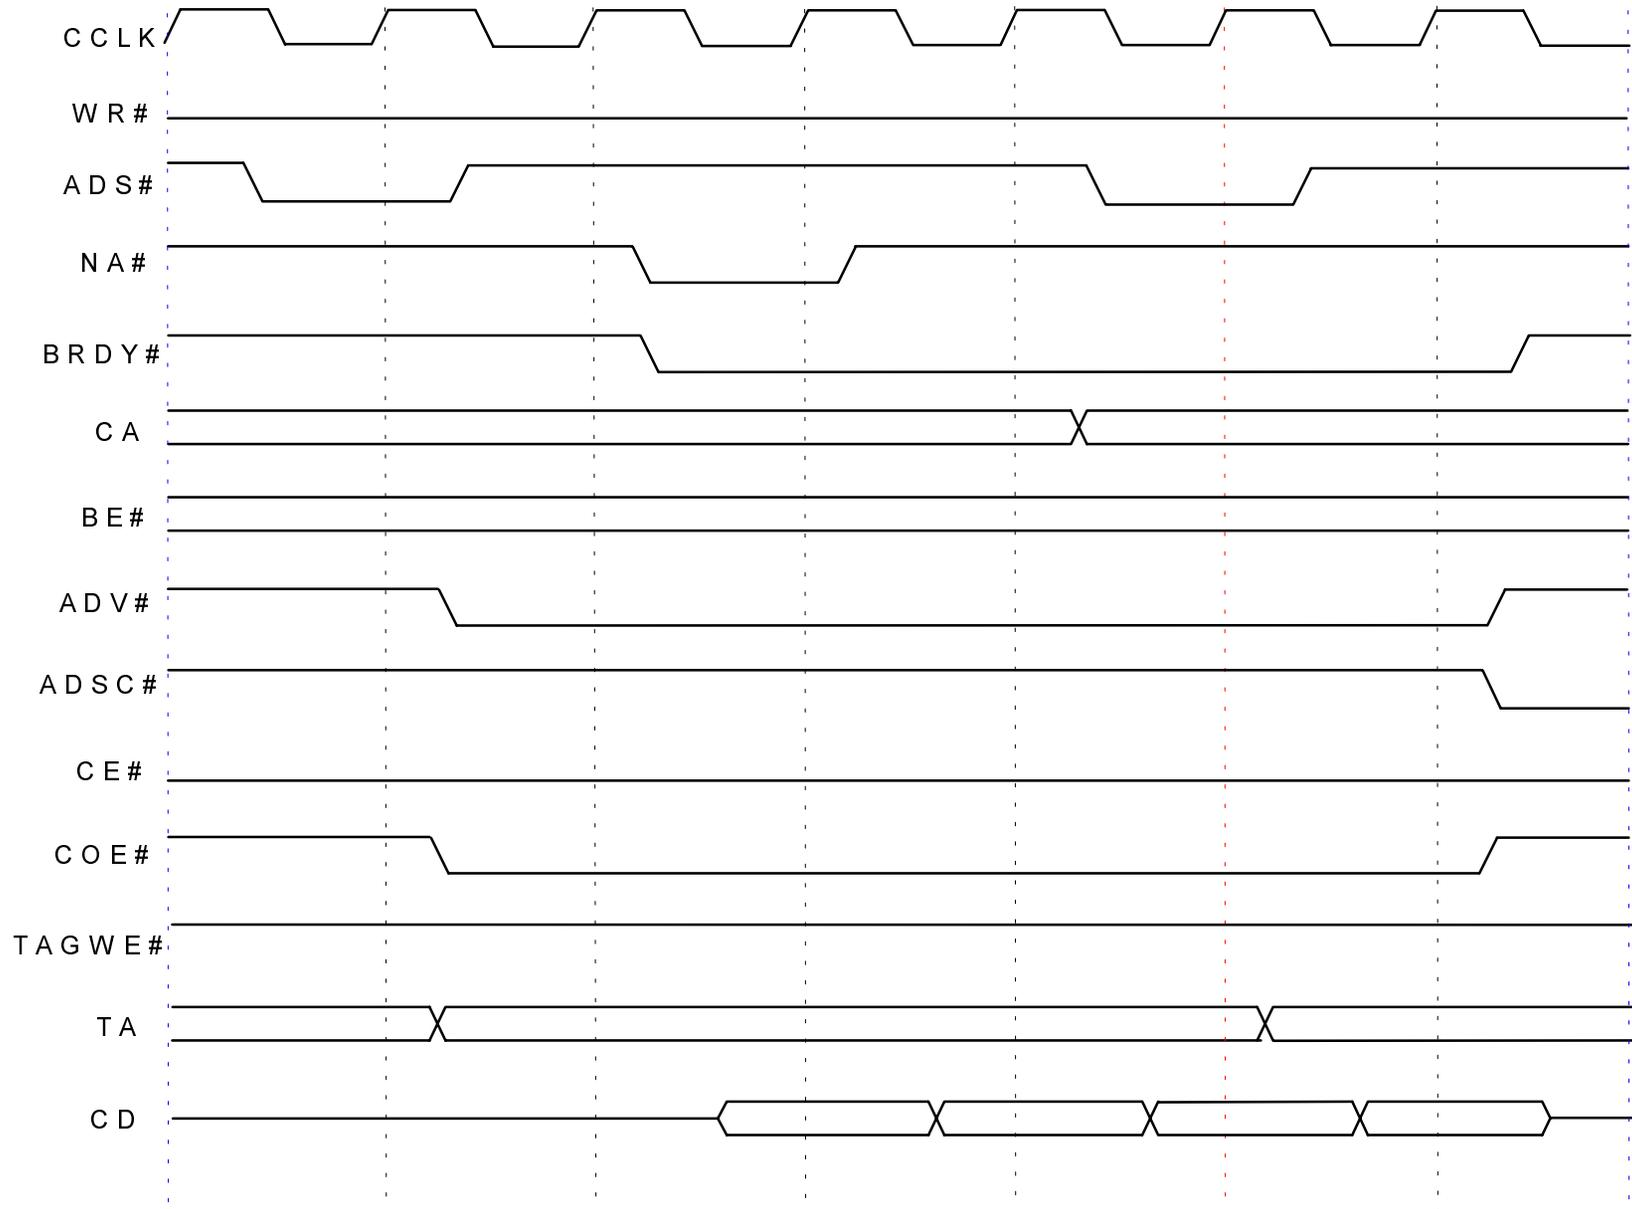 CCLK
WR#
ADS#
NA#
BRDY#
CA
BE#
ADV#
ADSC#
CE#
COE#
TAGWE#
TA
CD